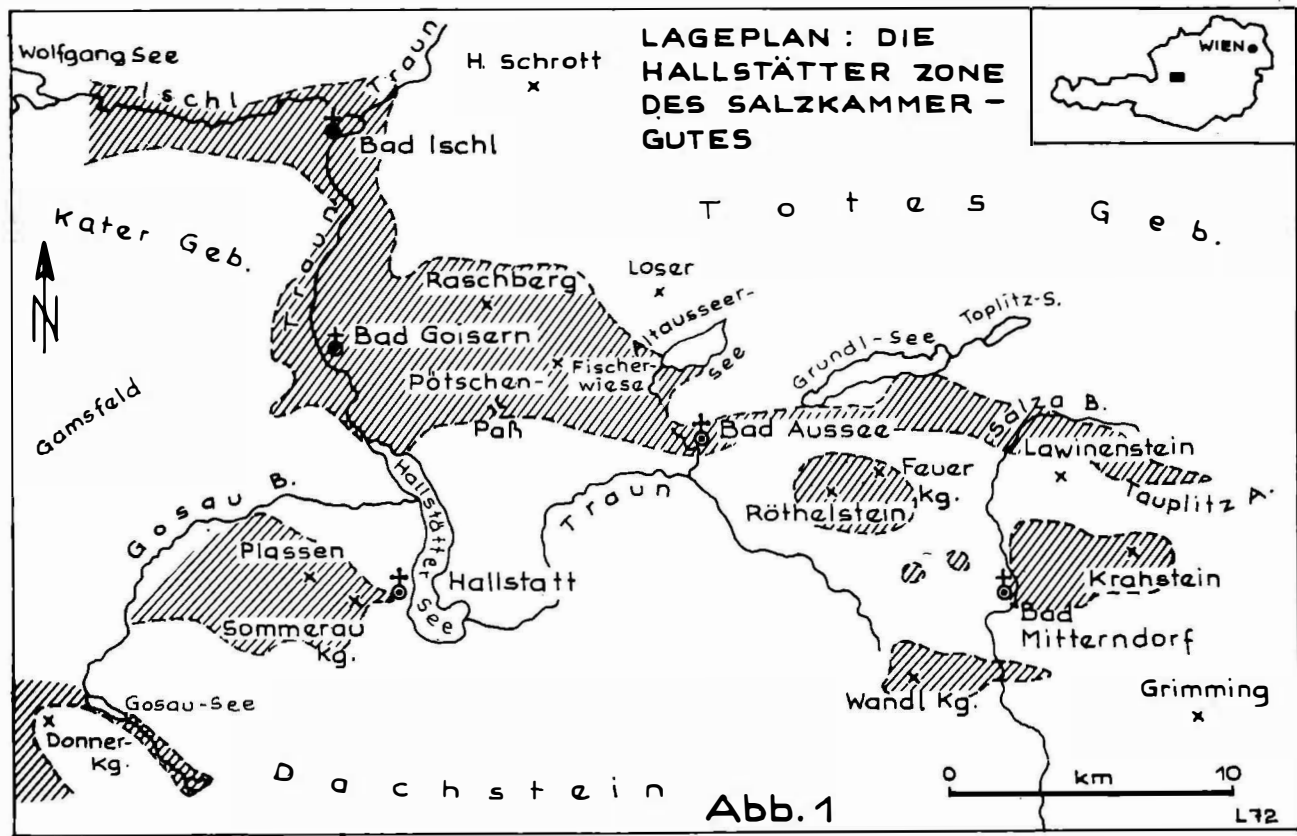 LAGEPLAN : DIE
HALLSTÄTTER ZONE
DES SALZKAMMER-
GUTES
WIEN
Wolfgang See
Ischl
Traun
H. Schrott
Bad Ischl
Totes Geb.
Kater Geb.
Traun
N
Raschberg
Loser
Altausseer-
See
Grundl-See
Toplitz-S.
Bad Goisern
Fischer-
wiese
Pötschen-
Paß
Gamsfeld
Bad Aussee
Salza B.
Lawinenstein
Tauplitz A.
Feuer
Kg.
Röthelstein
Hallstätter
See
Traun
Gosau B.
Plassen
Hallstatt
Sommerau
Kg.
Krahstein
Bad
Mitterndorf
Gosau-See
Donner-
Kg.
Wandl Kg.
Grimming
Dachstein
0 km 10
Abb. 1
L72